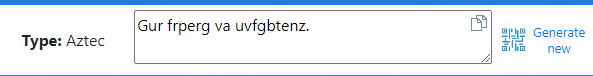 Type: Aztec
Gur frperg va uvfgbtenz.
Generate
new